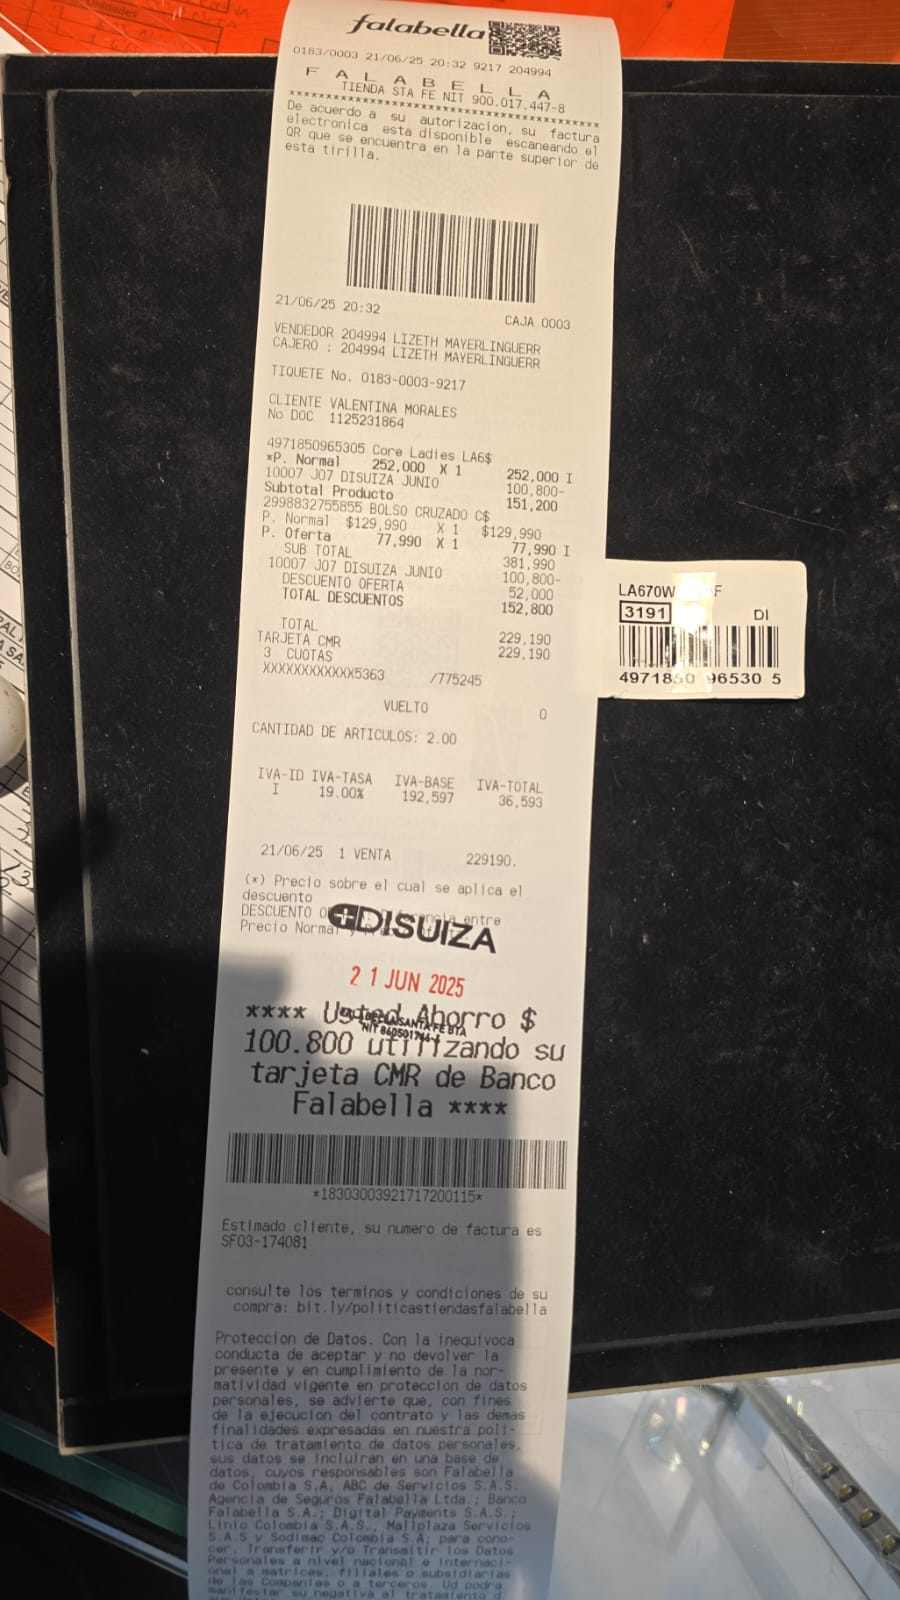 falabella
0183/0003 21/06/25 20:32 9217 204994
F A L A B E L L A
TIENDA STA FE NIT 900.017.447-8
****************************************
De acuerdo a su autorizacion, su factura
electronica esta disponible escaneando el
QR que se encuentra en la parte superior de
esta tirilla.
21/06/25 20:32 CAJA 0003
VENDEDOR 204994 LIZETH MAYERLINGUERR
CAJERO : 204994 LIZETH MAYERLINGUERR
TIQUETE No. 0183-0003-9217
CLIENTE VALENTINA MORALES
No DOC 1125231864
4971850965305 Core Ladies LA6$
*P. Normal 252,000 X 1 252,000 I
10007 J07 DISUIZA JUNIO 100,800-
Subtotal Producto 151,200
2998832755855 BOLSO CRUZADO C$
P. Normal $129,990 X 1 $129,990
P. Oferta 77,990 X 1 77,990 I
SUB TOTAL 381,990
10007 J07 DISUIZA JUNIO 100,800-
DESCUENTO OFERTA 52,000
TOTAL DESCUENTOS 152,800
TOTAL 229,190
TARJETA CMR 229,190
3 CUOTAS
XXXXXXXXXXXX5363 /775245
VUELTO 0
CANTIDAD DE ARTICULOS: 2.00
IVA-ID IVA-TASA IVA-BASE IVA-TOTAL
I 19.00% 192,597 36,593
21/06/25 1 VENTA 229190.
(*) Precio sobre el cual se aplica el
descuento
DESCUENTO entre
Precio Normal
DISUIZA
21 JUN 2025
**** Usted Ahorro $
100.800 utilizando su
tarjeta CMR de Banco
Falabella ****
*18303003921717200115*
Estimado cliente, su numero de factura es
SF03-174081
consulte los terminos y condiciones de su
compra: bit.ly/politicastiendasfalabella
Proteccion de Datos. Con la inequivoca
conducta de aceptar y no devolver la
presente y en cumplimiento de la nor-
matividad vigente en proteccion de datos
personales, se advierte que, con fines
de la ejecucion del contrato y las demas
finalidades expresadas en nuestra poli-
tica de tratamiento de datos personales,
sus datos se incluiran en una base de
datos, cuyos responsables son Falabella
de Colombia S.A, ABC de Servicios S.A.S.
Agencia de Seguros Falabella Ltda.; Banco
Falabella S.A.; Digital Payments S.A.S.;
Linio Colombia S.A.S., Mallplaza Servicios
S.A.S y Sodimac Colombia S.A; para cono-
cer, Transferir y/o Transmitir los Datos
Personales a nivel nacional e internaci-
onal a matrices, filiales o subsidiarias
de las Companias o a terceros. Ud podra
manifestar su negativa al tratamiento d
LA670W F
3191 DI
4971850 96530 5